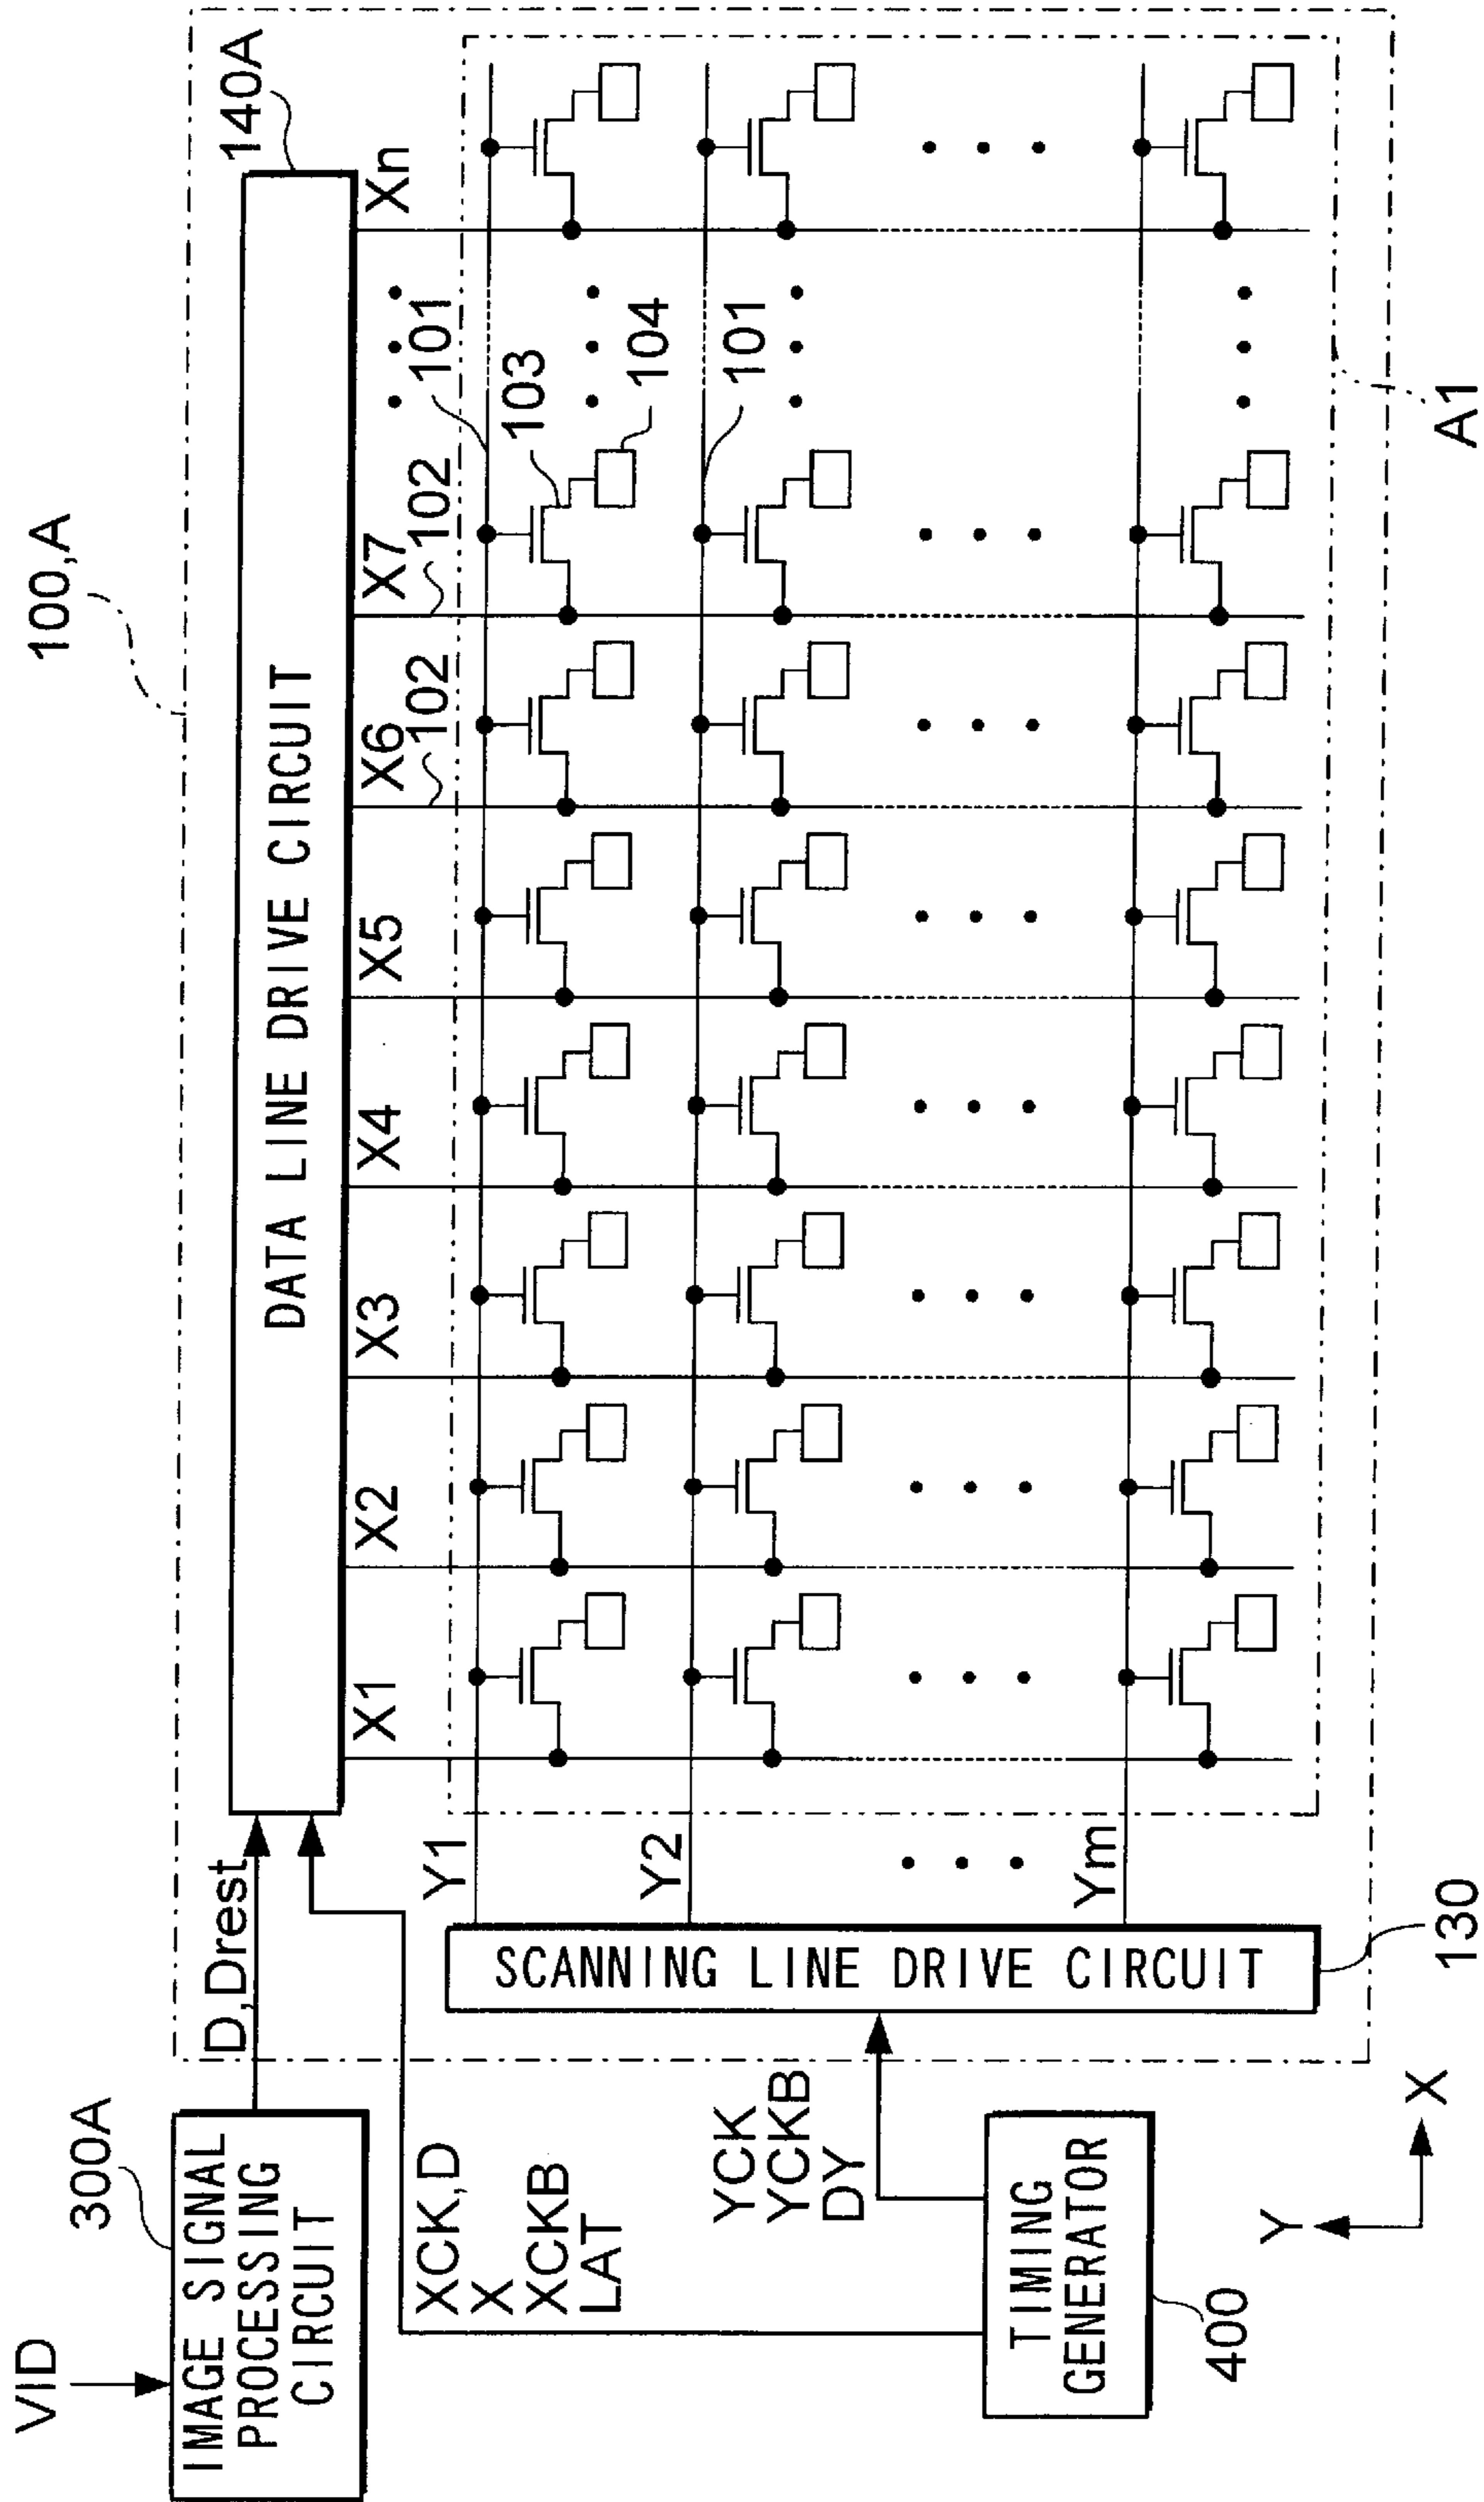 100,A
VID
300A
IMAGE SIGNAL
PROCESSING
CIRCUIT
D,Drest
DATA LINE DRIVE CIRCUIT
140A
X1
X2
X3
X4
X5
X6
X7
Xn
102
102
101
103
104
101
XCK,D
X
XCKB
LAT
Y1
Y2
Ym
SCANNING LINE DRIVE CIRCUIT
130
YCK
YCKB
DY
TIMING
GENERATOR
400
Y
X
A1